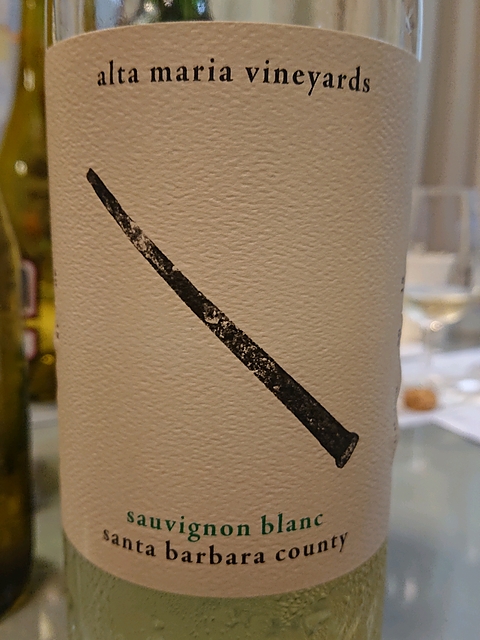 alta maria vineyards
sauvignon blanc
santa barbara county